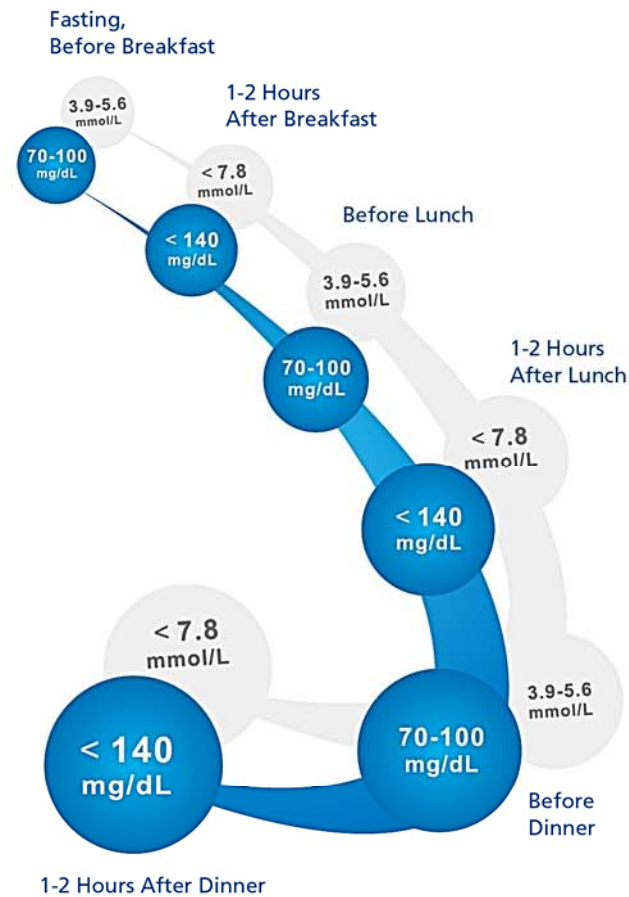 Fasting,
Before Breakfast
3.9-5.6
mmol/L
70-100
mg/dL
1-2 Hours
After Breakfast
< 7.8
mmol/L
< 140
mg/dL
Before Lunch
3.9-5.6
mmol/L
70-100
mg/dL
1-2 Hours
After Lunch
< 7.8
mmol/L
< 140
mg/dL
3.9-5.6
mmol/L
70-100
mg/dL
Before
Dinner
< 7.8
mmol/L
< 140
mg/dL
1-2 Hours After Dinner